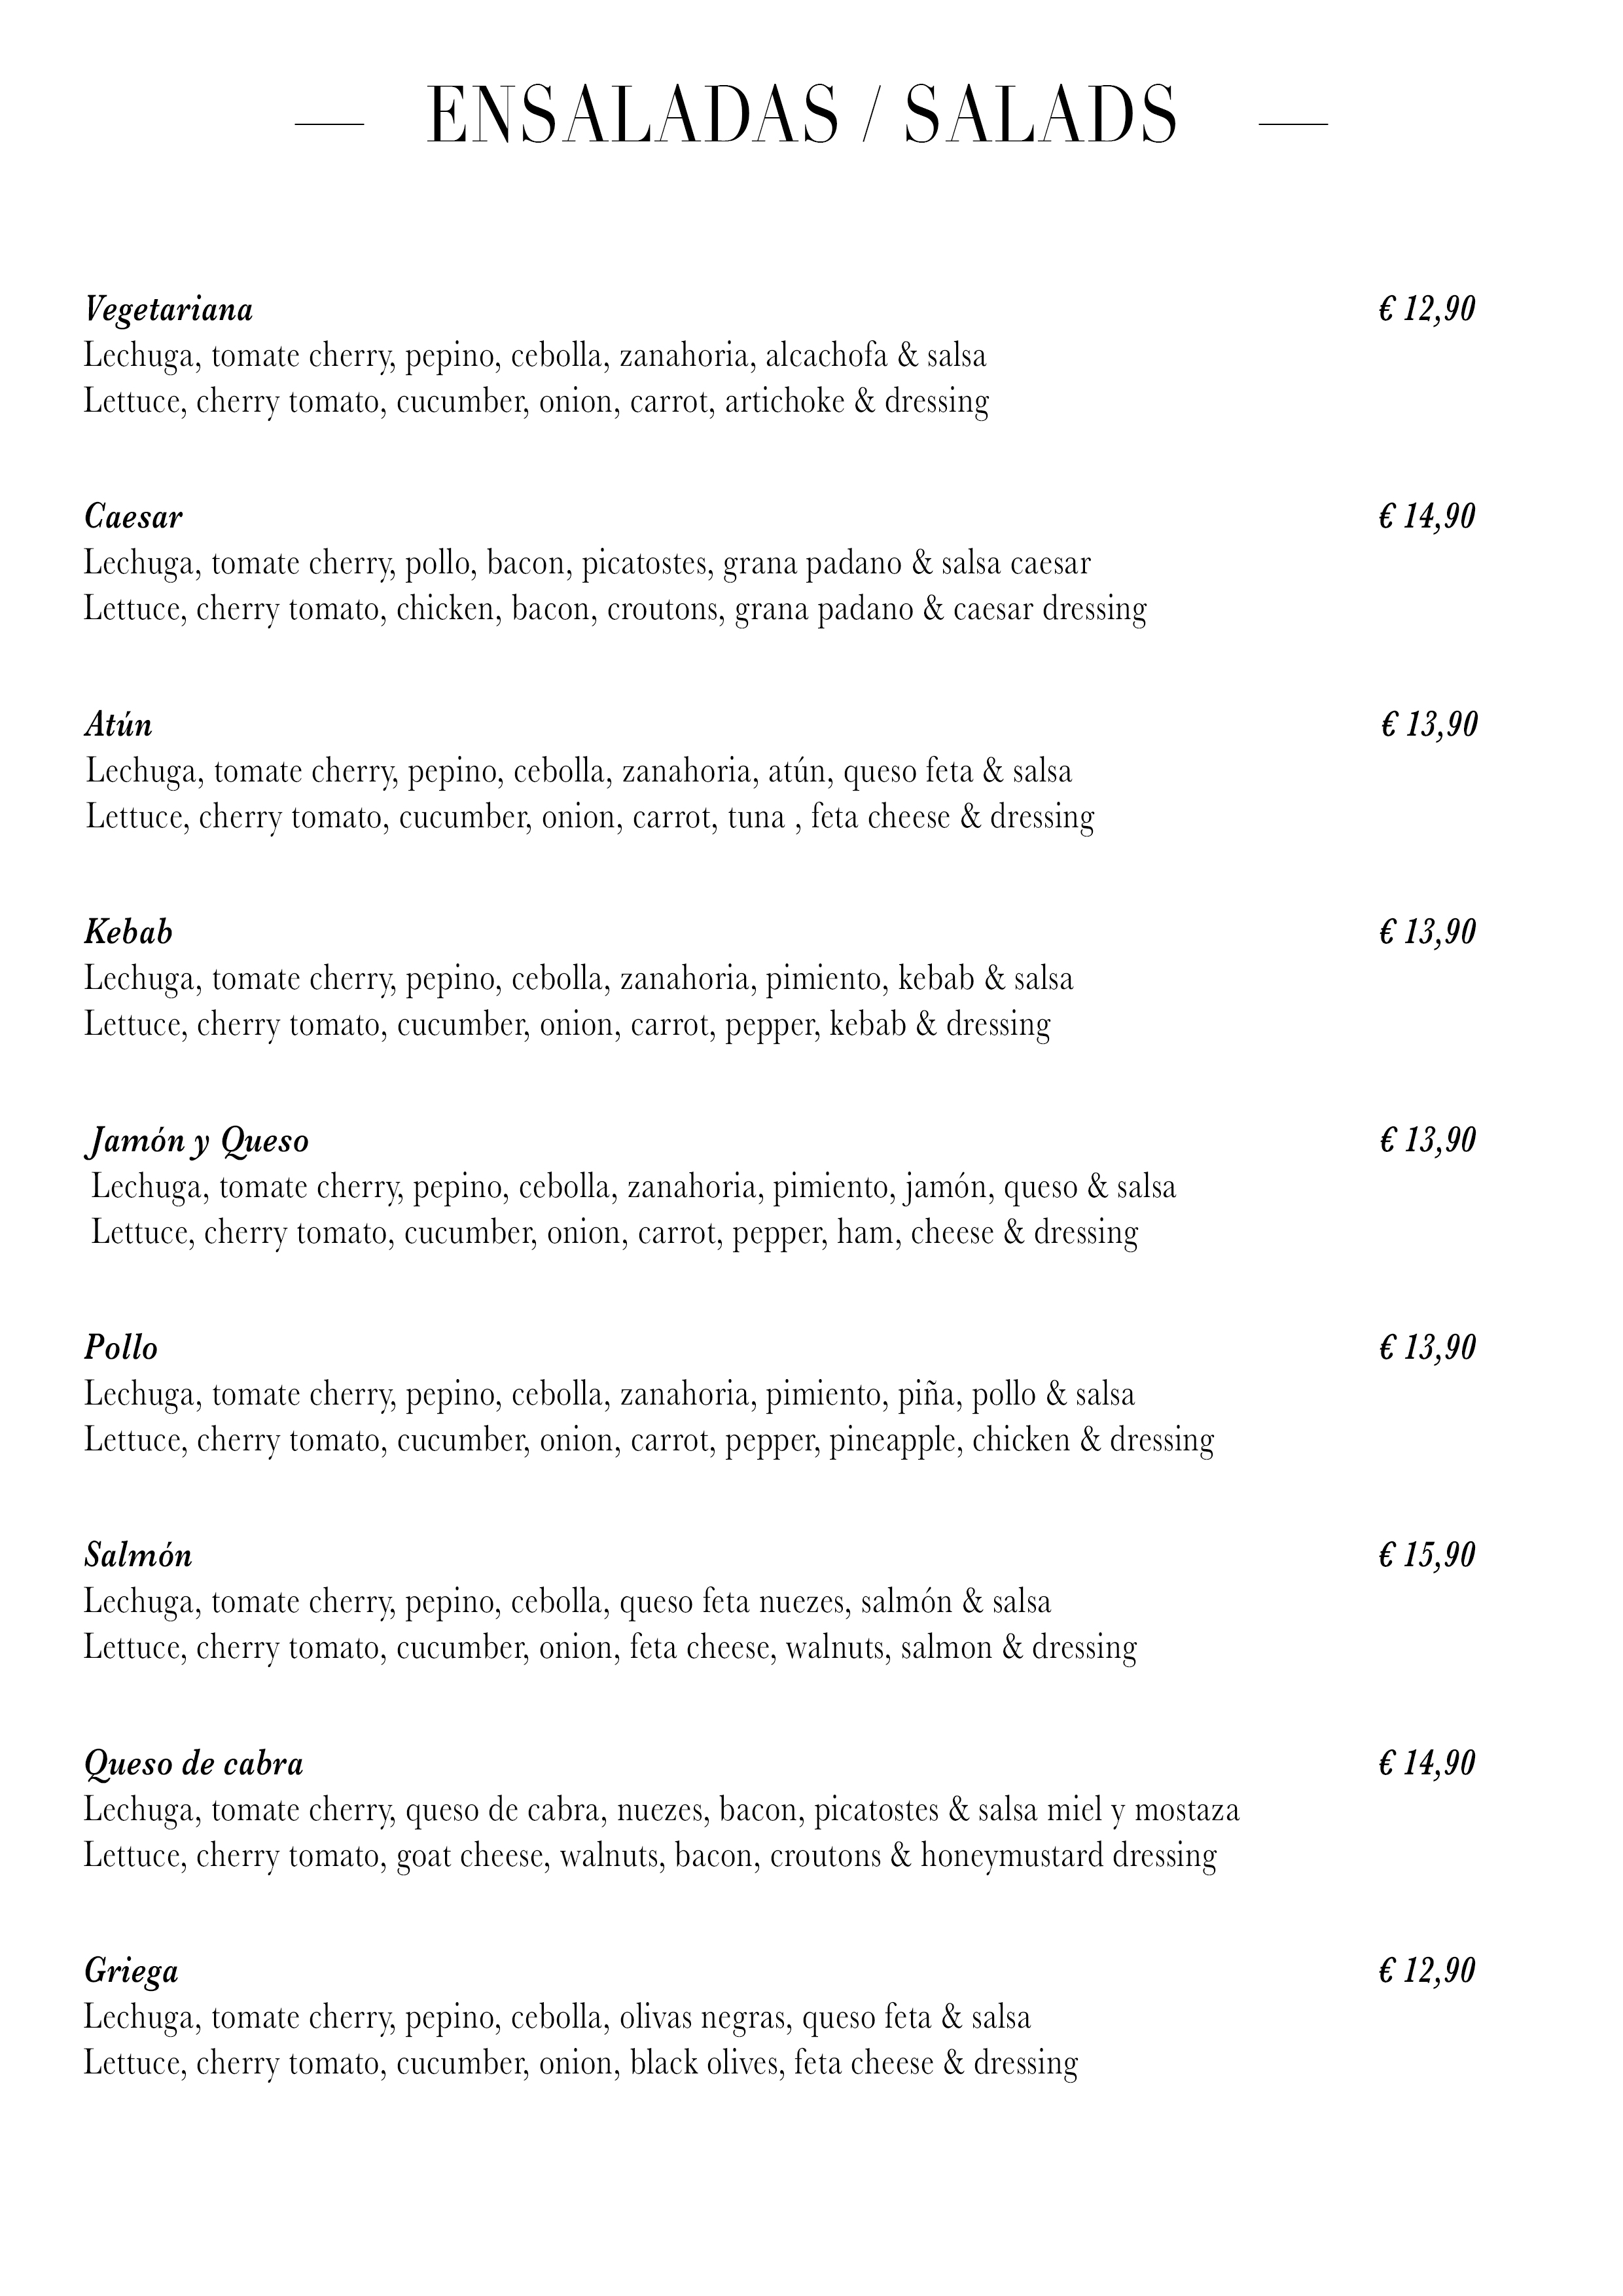 ENSALADAS / SALADS
Vegetariana € 12,90
Lechuga, tomate cherry, pepino, cebolla, zanahoria, alcachofa & salsa
Lettuce, cherry tomato, cucumber, onion, carrot, artichoke & dressing
Caesar € 14,90
Lechuga, tomate cherry, pollo, bacon, picatostes, grana padano & salsa caesar
Lettuce, cherry tomato, chicken, bacon, croutons, grana padano & caesar dressing
Atún € 13,90
Lechuga, tomate cherry, pepino, cebolla, zanahoria, atún, queso feta & salsa
Lettuce, cherry tomato, cucumber, onion, carrot, tuna , feta cheese & dressing
Kebab € 13,90
Lechuga, tomate cherry, pepino, cebolla, zanahoria, pimiento, kebab & salsa
Lettuce, cherry tomato, cucumber, onion, carrot, pepper, kebab & dressing
Jamón y Queso € 13,90
Lechuga, tomate cherry, pepino, cebolla, zanahoria, pimiento, jamón, queso & salsa
Lettuce, cherry tomato, cucumber, onion, carrot, pepper, ham, cheese & dressing
Pollo € 13,90
Lechuga, tomate cherry, pepino, cebolla, zanahoria, pimiento, piña, pollo & salsa
Lettuce, cherry tomato, cucumber, onion, carrot, pepper, pineapple, chicken & dressing
Salmón € 15,90
Lechuga, tomate cherry, pepino, cebolla, queso feta nuezes, salmón & salsa
Lettuce, cherry tomato, cucumber, onion, feta cheese, walnuts, salmon & dressing
Queso de cabra € 14,90
Lechuga, tomate cherry, queso de cabra, nuezes, bacon, picatostes & salsa miel y mostaza
Lettuce, cherry tomato, goat cheese, walnuts, bacon, croutons & honeymustard dressing
Griega € 12,90
Lechuga, tomate cherry, pepino, cebolla, olivas negras, queso feta & salsa
Lettuce, cherry tomato, cucumber, onion, black olives, feta cheese & dressing